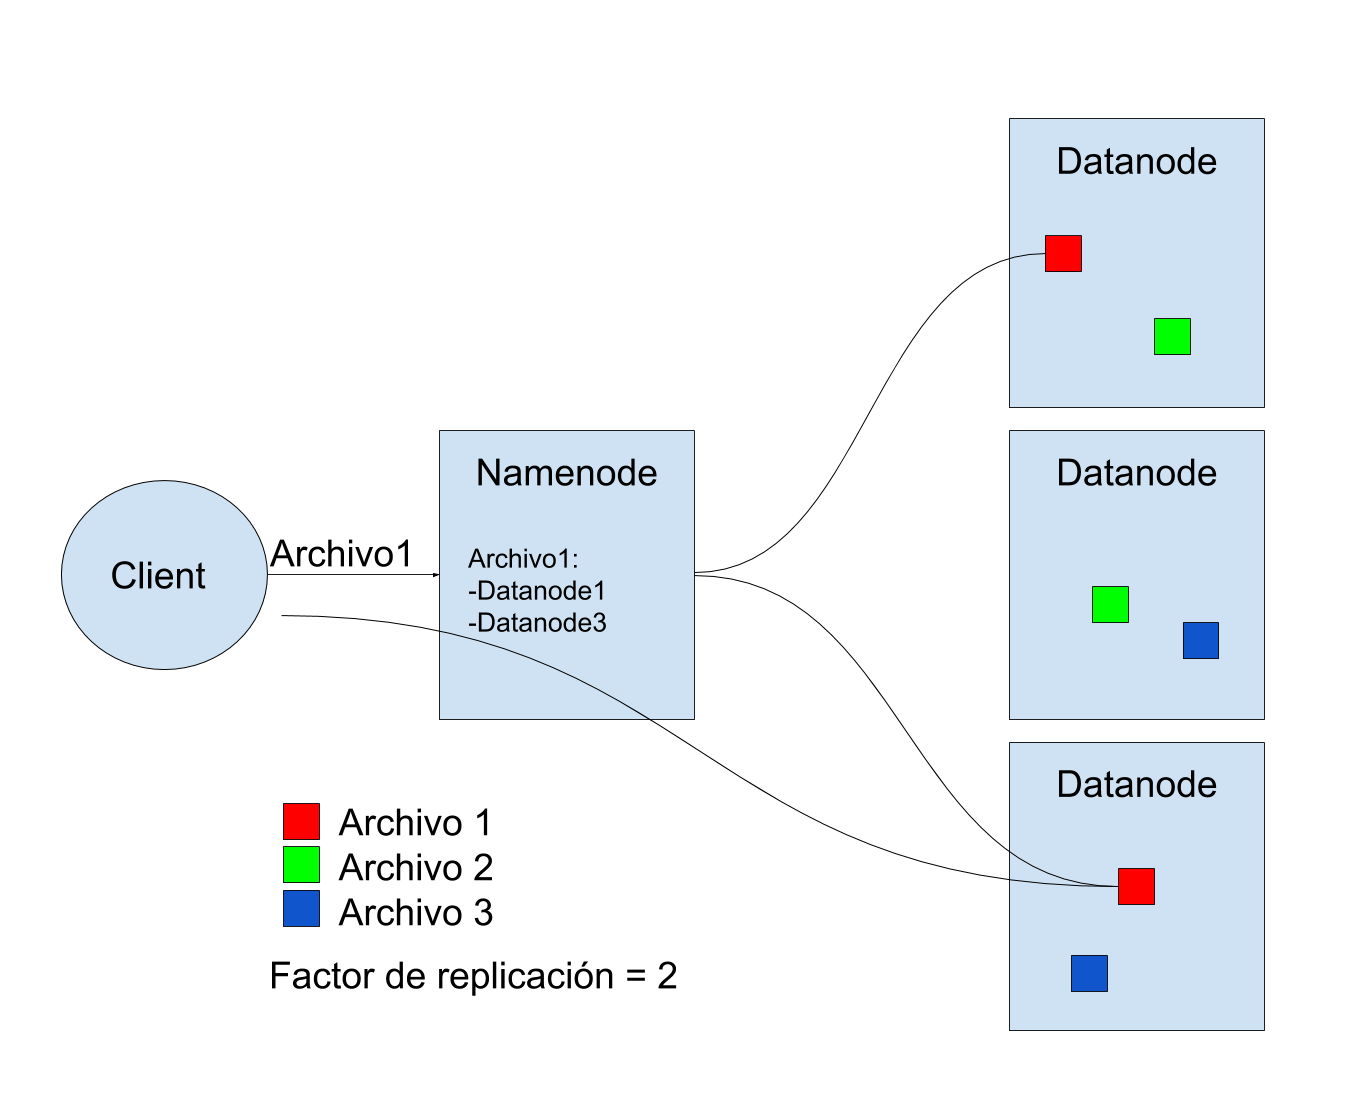 Datanode
Datanode
Namenode
Archivo1
Client
Archivo1:
-Datanode1
-Datanode3
Datanode
Archivo 1
Archivo 2
Archivo 3
Factor de replicación = 2